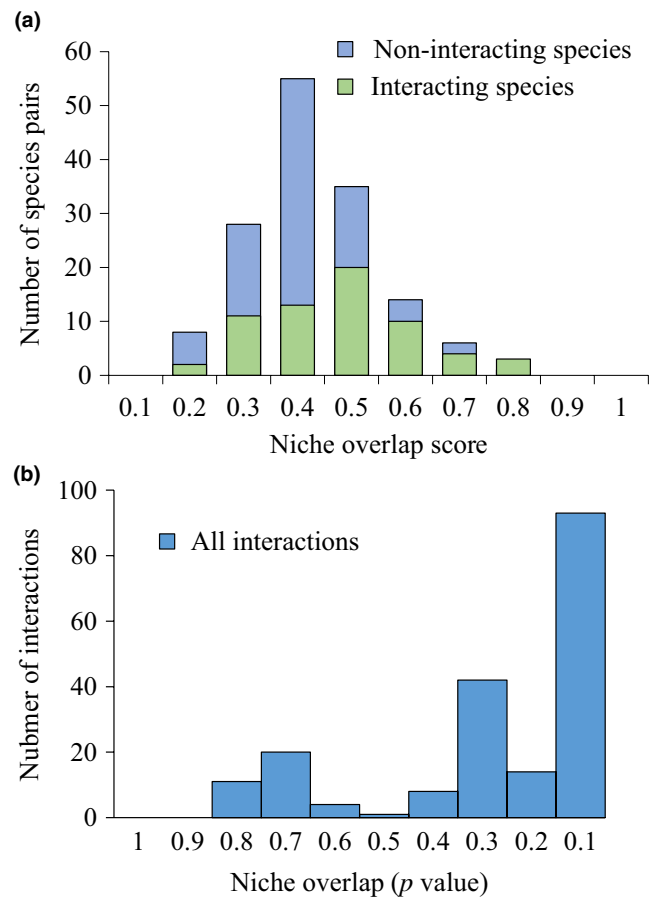 (a)
60
50
40
30
20
10
0
Number of species pairs
Non-interacting species
Interacting species
0.1 0.2 0.3 0.4 0.5 0.6 0.7 0.8 0.9 1
Niche overlap score
(b)
100
80
60
40
20
0
Nubmer of interactions
All interactions
1 0.9 0.8 0.7 0.6 0.5 0.4 0.3 0.2 0.1
Niche overlap (p value)